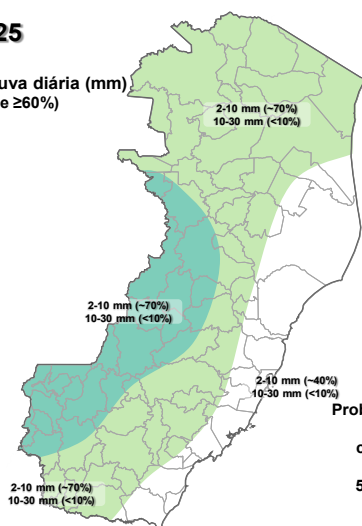 25
uva diária (mm)
e ≥60%)
2-10 mm (~70%)
10-30 mm (<10%)
2-10 mm (~70%)
10-30 mm (<10%)
2-10 mm (~40%)
10-30 mm (<10%)
Prol
c
5
2-10 mm (~70%)
10-30 mm (<10%)